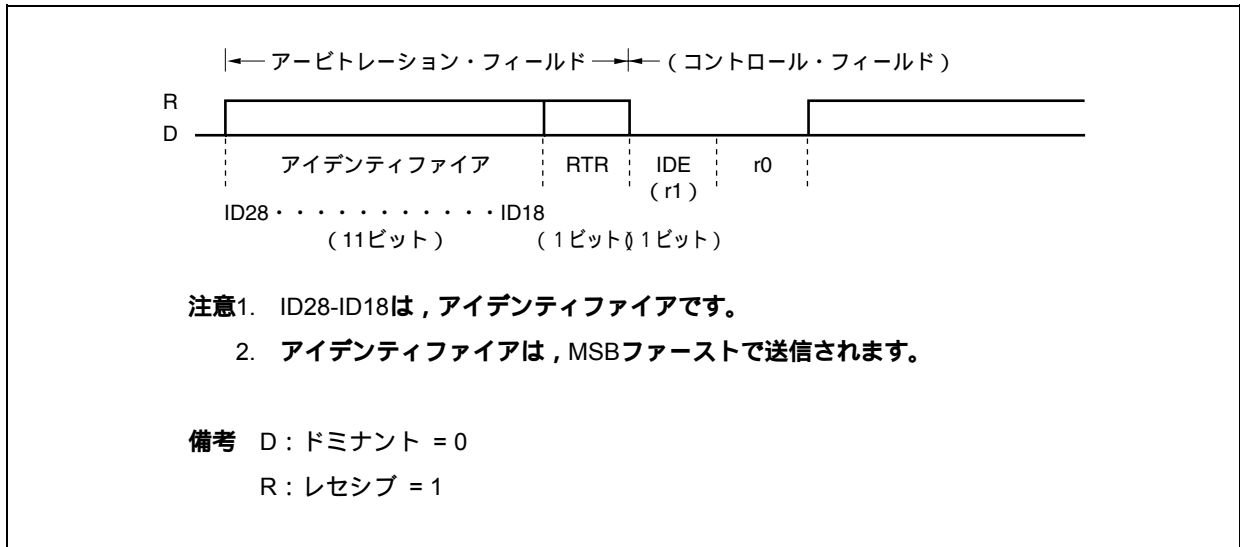 アービトレーション・フィールド (コントロール・フィールド)
R
D
アイデンティファイア RTR IDE r0
(r1)
ID28・・・・・・・・・・・ID18
(11ビット) (1ビット)(1ビット)
注意1. ID28-ID18は,アイデンティファイアです。
2. アイデンティファイアは,MSBファーストで送信されます。
備考 D:ドミナント = 0
R:レセシブ = 1